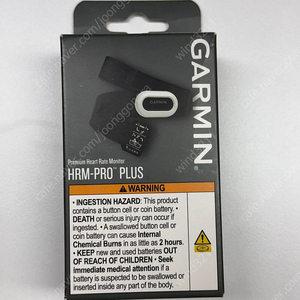 GARMIN
Premium Heart Rate Monitor
HRM-PRO™ PLUS
WARNING
• INGESTION HAZARD: This product
contains a button cell or coin battery.
• DEATH or serious injury can occur if
ingested. • A swallowed button cell or
coin battery can cause Internal
Chemical Burns in as little as 2 hours.
• KEEP new and used batteries OUT
OF REACH OF CHILDREN • Seek
immediate medical attention if a
battery is suspected to be swallowed or
inserted inside any part of the body.